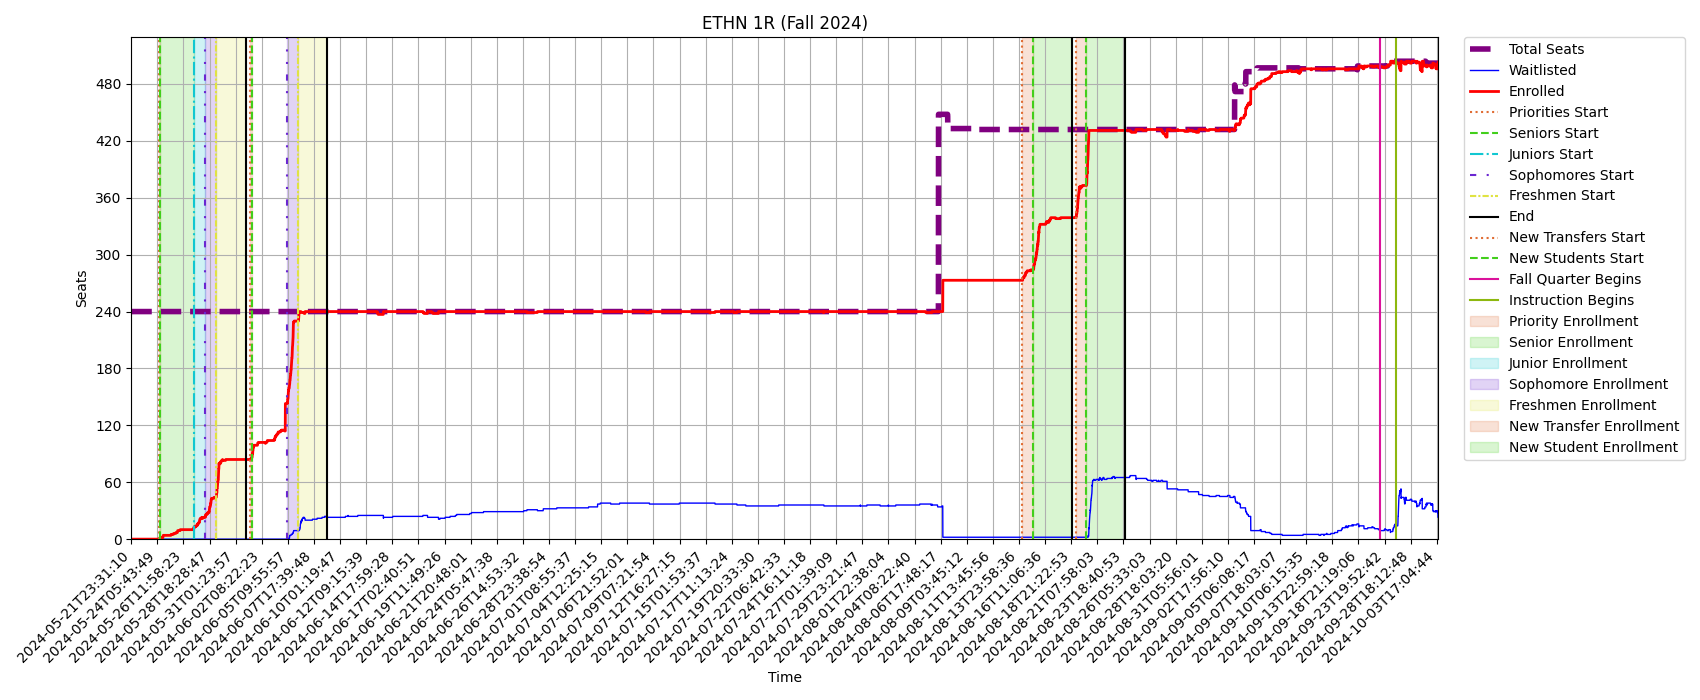 ETHN 1R (Fall 2024)
Seats
480
420
360
300
240
180
120
60
0
2024-05-21T23:31:10
2024-05-24T05:43:49
2024-05-26T11:58:23
2024-05-28T18:28:47
2024-05-31T01:23:57
2024-06-02T08:22:23
2024-06-05T09:55:57
2024-06-07T17:39:48
2024-06-10T01:19:47
2024-06-12T09:15:39
2024-06-14T17:59:28
2024-06-17T02:40:51
2024-06-19T11:49:26
2024-06-21T20:48:01
2024-06-24T05:47:38
2024-06-26T14:53:32
2024-06-28T23:38:54
2024-07-01T08:55:37
2024-07-04T12:25:15
2024-07-06T21:52:01
2024-07-09T07:21:54
2024-07-12T16:27:15
2024-07-15T01:53:37
2024-07-17T11:13:24
2024-07-19T20:33:30
2024-07-22T06:42:33
2024-07-24T16:11:18
2024-07-27T01:39:09
2024-07-29T23:21:47
2024-08-01T22:38:04
2024-08-04T08:22:40
2024-08-06T17:48:17
2024-08-09T03:45:12
2024-08-11T13:45:56
2024-08-13T23:58:36
2024-08-16T11:06:36
2024-08-18T21:22:53
2024-08-21T07:58:03
2024-08-23T18:40:53
2024-08-26T05:33:03
2024-08-28T18:03:20
2024-08-31T05:56:01
2024-09-02T17:56:10
2024-09-05T06:08:17
2024-09-07T18:03:07
2024-09-10T06:15:35
2024-09-13T22:59:18
2024-09-18T21:19:06
2024-09-23T19:52:42
2024-09-28T18:12:48
2024-10-03T17:04:44
Time
Total Seats
Waitlisted
Enrolled
Priorities Start
Seniors Start
Juniors Start
Sophomores Start
Freshmen Start
End
New Transfers Start
New Students Start
Fall Quarter Begins
Instruction Begins
Priority Enrollment
Senior Enrollment
Junior Enrollment
Sophomore Enrollment
Freshmen Enrollment
New Transfer Enrollment
New Student Enrollment